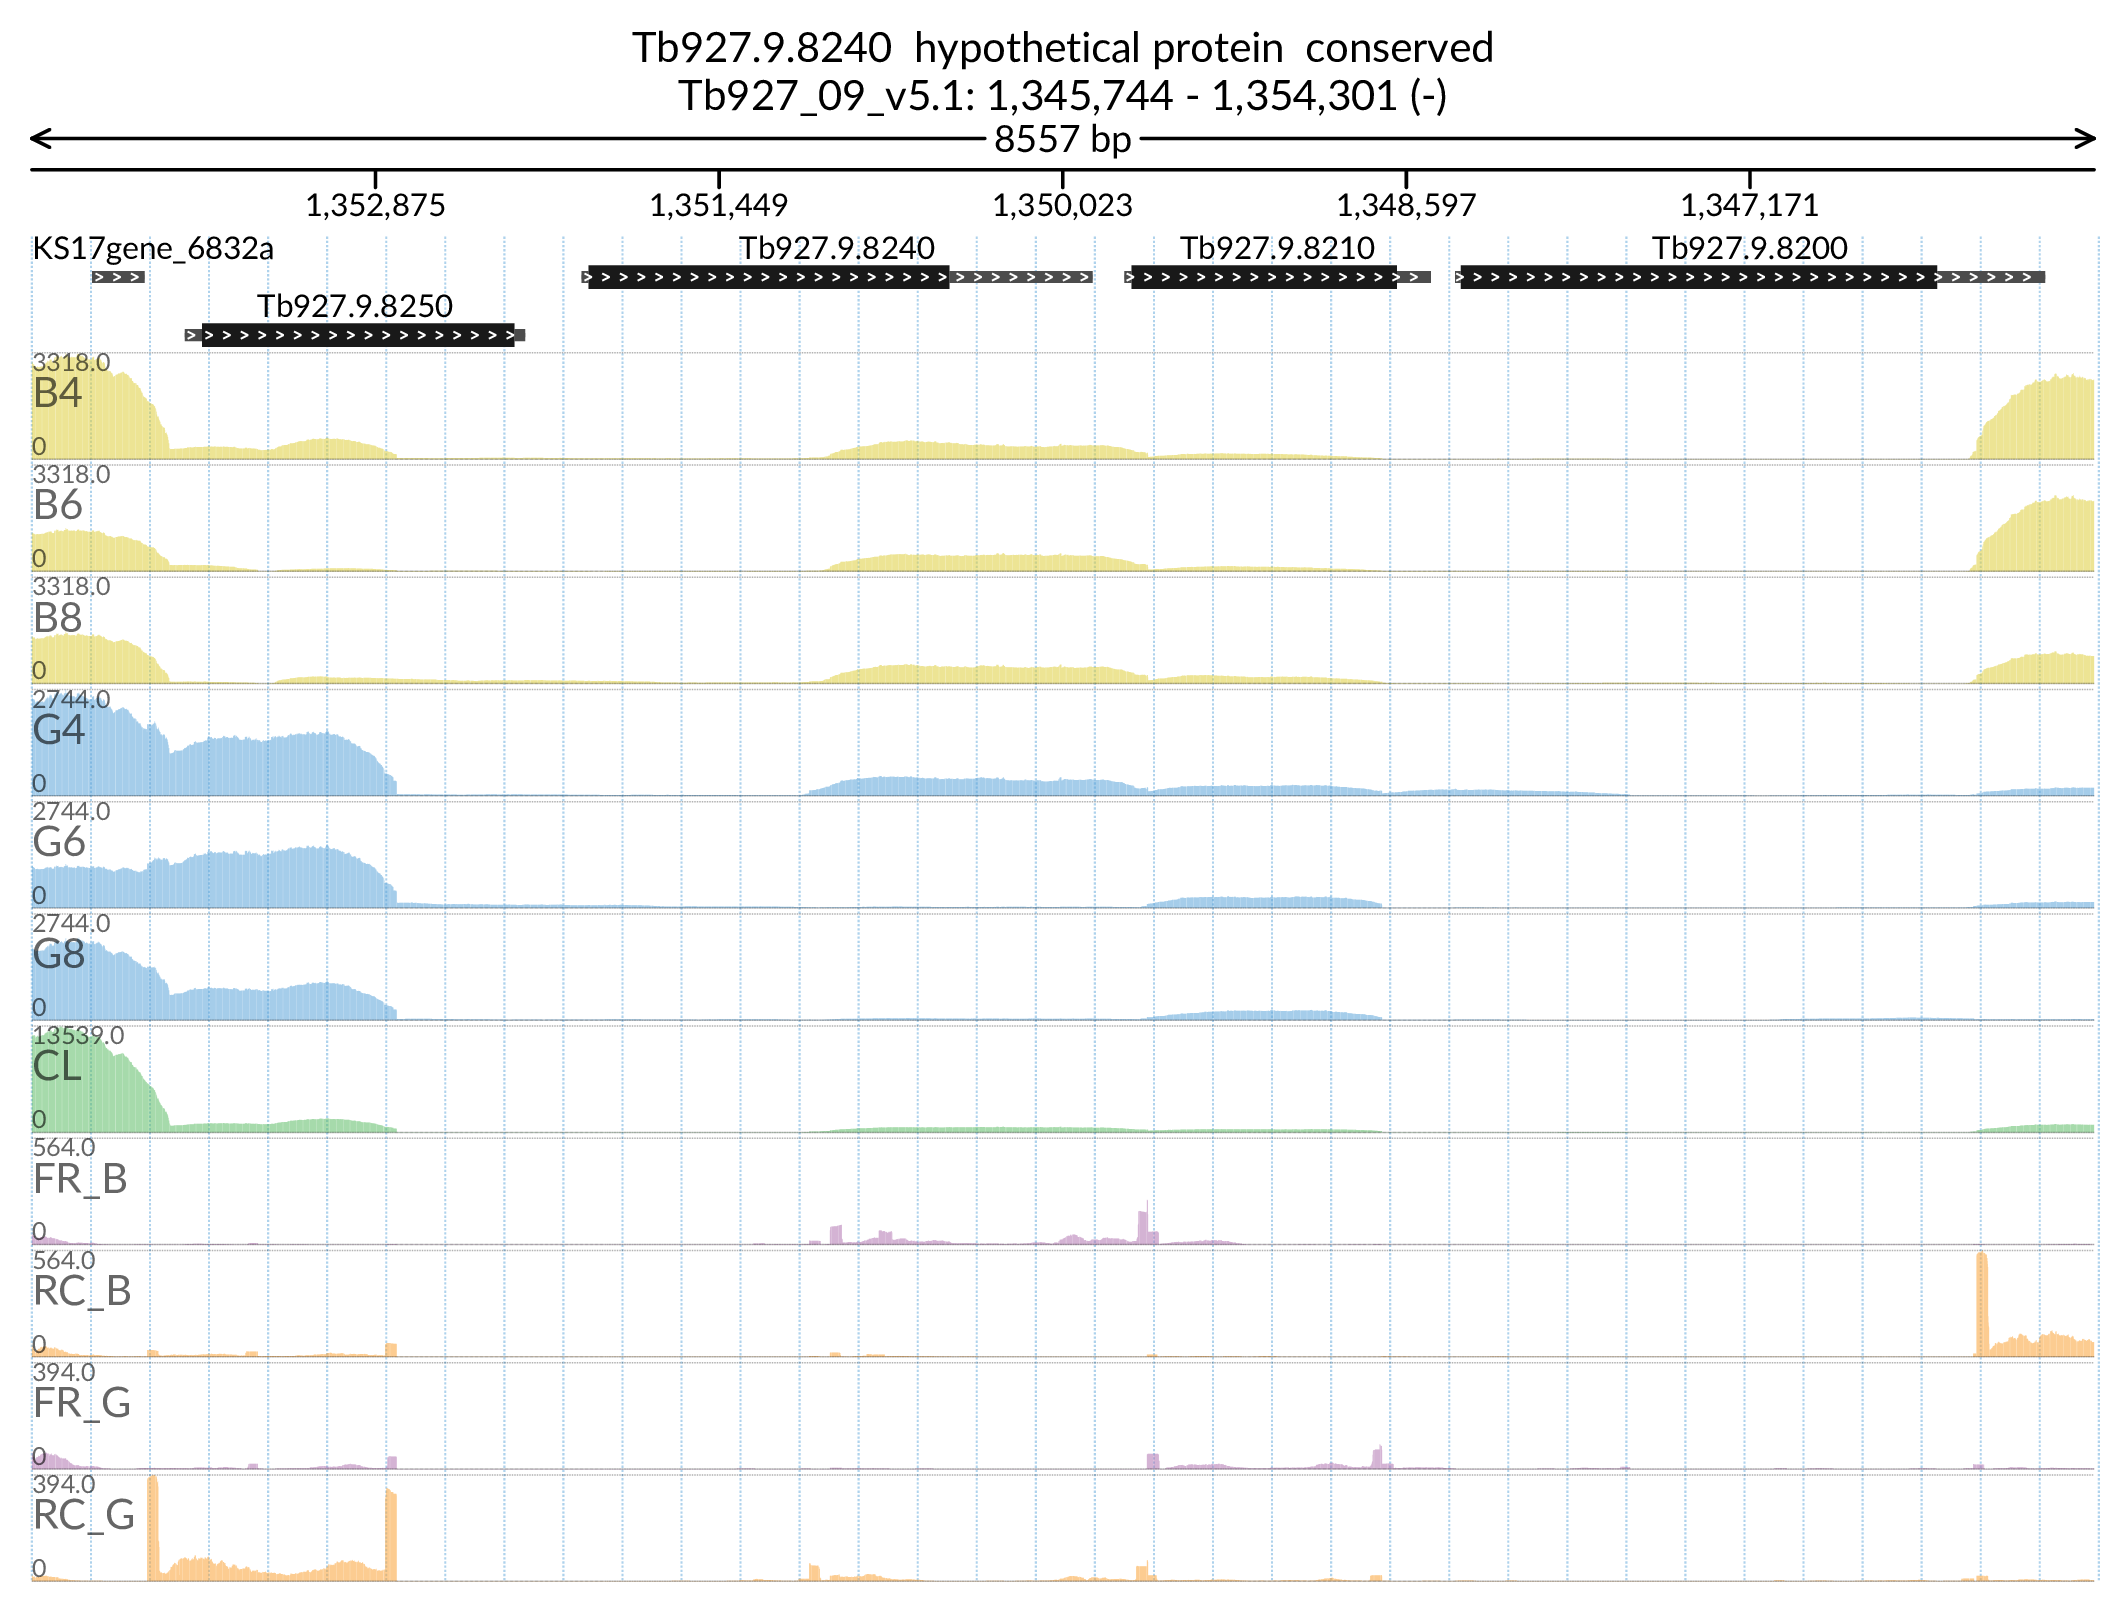 Tb927.9.8240  hypothetical protein  conserved
Tb927_09_v5.1: 1,345,744 - 1,354,301 (-)
8557 bp
1,352,875 1,351,449 1,350,023 1,348,597 1,347,171
KS17gene_6832a Tb927.9.8240 Tb927.9.8210 Tb927.9.8200
Tb927.9.8250
3318.0
B4
0
3318.0
B6
0
3318.0
B8
0
2744.0
G4
0
2744.0
G6
0
2744.0
G8
0
13539.0
CL
0
564.0
FR_B
0
564.0
RC_B
0
394.0
FR_G
0
394.0
RC_G
0